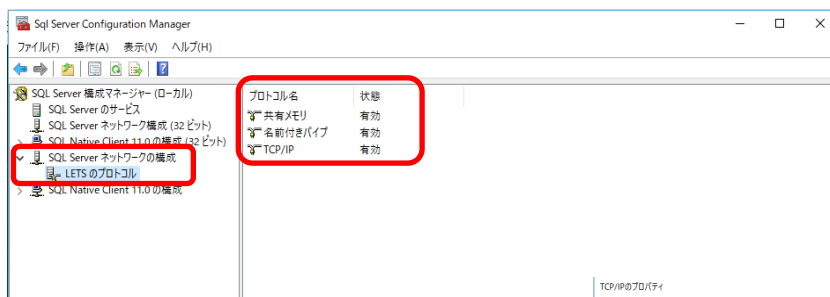 Sql Server Configuration Manager
ファイル(F) 操作(A) 表示(V) ヘルプ(H)
SQL Server 構成マネージャー (ローカル)
SQL Server のサービス
SQL Server ネットワーク構成 (32 ビット)
SQL Native Client 11.0 の構成 (32 ビット)
SQL Server ネットワークの構成
LETS のプロトコル
SQL Native Client 11.0 の構成
プロトコル名 状態
共有メモリ 有効
名前付きパイプ 有効
TCP/IP 有効
TCP/IPのプロパティ